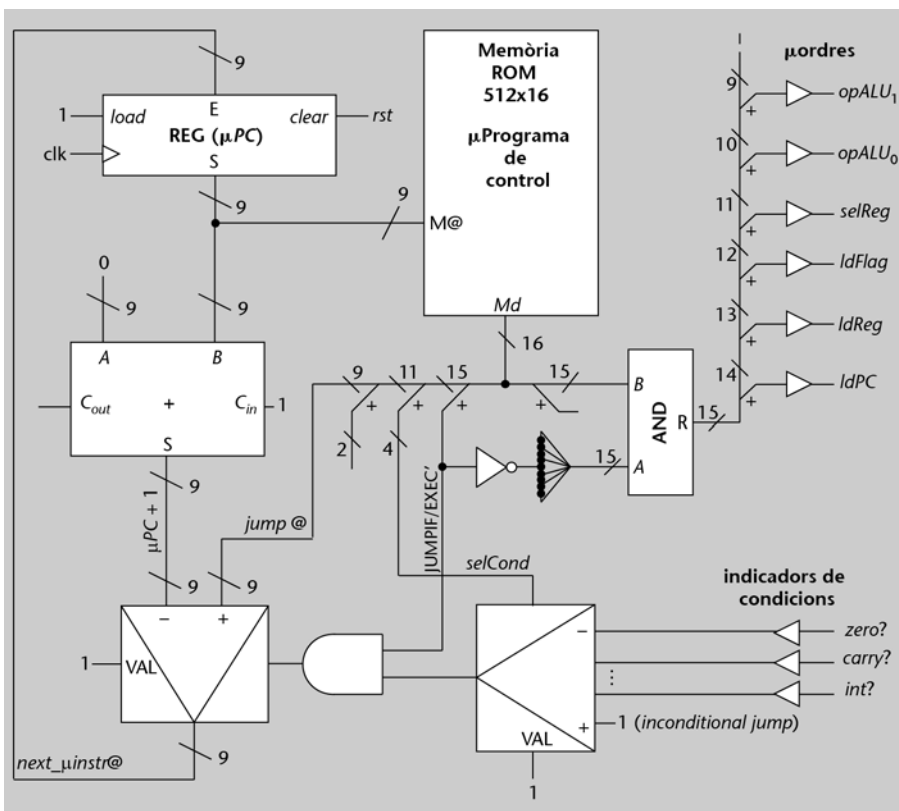 Memòria
ROM
512x16
μPrograma
de
control
M@
Md
16
9
E
1
load
REG (μPC)
clear
rst
clk
S
9
9
0
9
9
A
B
Cout
+
Cin
1
S
9
μPC + 1
jump @
9
9
−
+
1
VAL
9
next_μinstr@
9
11
15
15
+
+
+
+
2
4
JUMPIF/EXEC’
selCond
15
B
AND
R
A
15
μordres
9
+
opALU1
10
+
opALU0
11
+
selReg
12
+
ldFlag
13
+
ldReg
14
+
ldPC
indicadors de
condicions
−
zero?
carry?
⋮
int?
+
1 (inconditional jump)
VAL
1